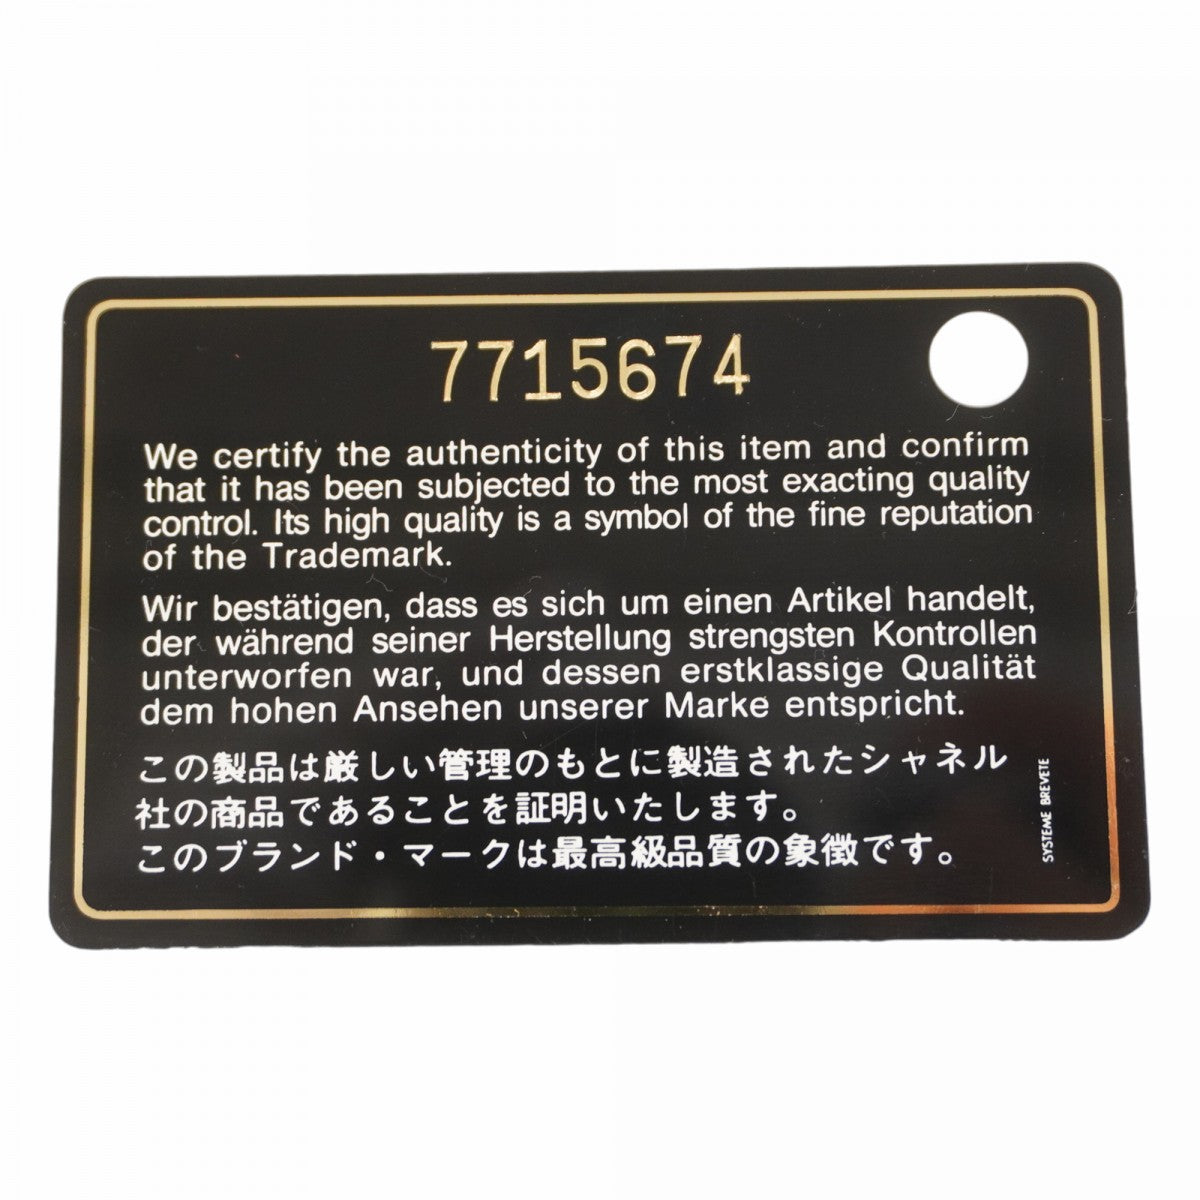 7715674
We certify the authenticity of this item and confirm
that it has been subjected to the most exacting quality
control. Its high quality is a symbol of the fine reputation
of the Trademark.
Wir bestätigen, dass es sich um einen Artikel handelt,
der während seiner Herstellung strengsten Kontrollen
unterworfen war, und dessen erstklassige Qualität
dem hohen Ansehen unserer Marke entspricht.
この製品は厳しい管理のもとに製造されたシャネル
社の商品であることを証明いたします。
このブランド・マークは最高級品質の象徴です。
SYSTEME BREVETE